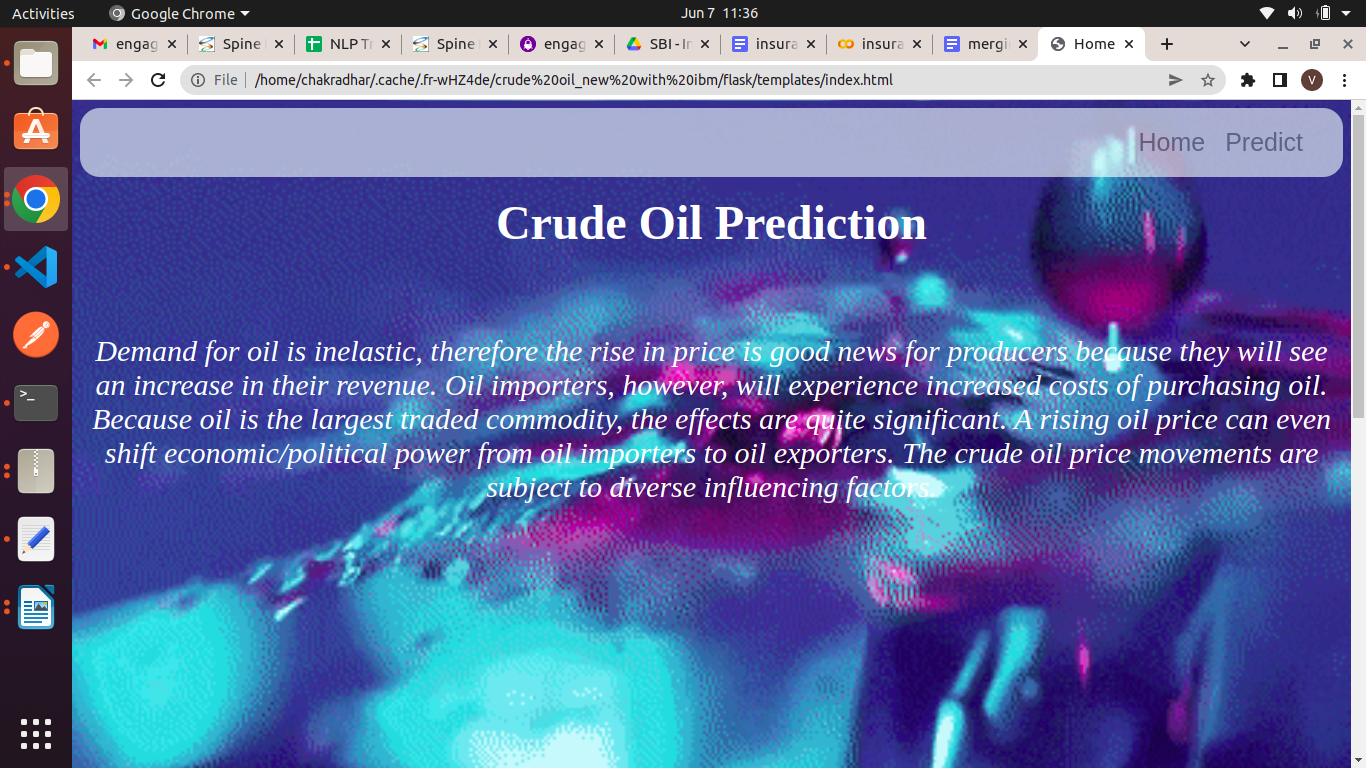 Activities Google Chrome Jun 7 11:36
engag Spine NLP Tr Spine engag SBI - In insura insura mergi Home
File /home/chakradhar/.cache/.fr-wHZ4de/crude%20oil_new%20with%20ibm/flask/templates/index.html V
Home Predict
Crude Oil Prediction
Demand for oil is inelastic, therefore the rise in price is good news for producers because they will see
an increase in their revenue. Oil importers, however, will experience increased costs of purchasing oil.
Because oil is the largest traded commodity, the effects are quite significant. A rising oil price can even
shift economic/political power from oil importers to oil exporters. The crude oil price movements are
subject to diverse influencing factors.